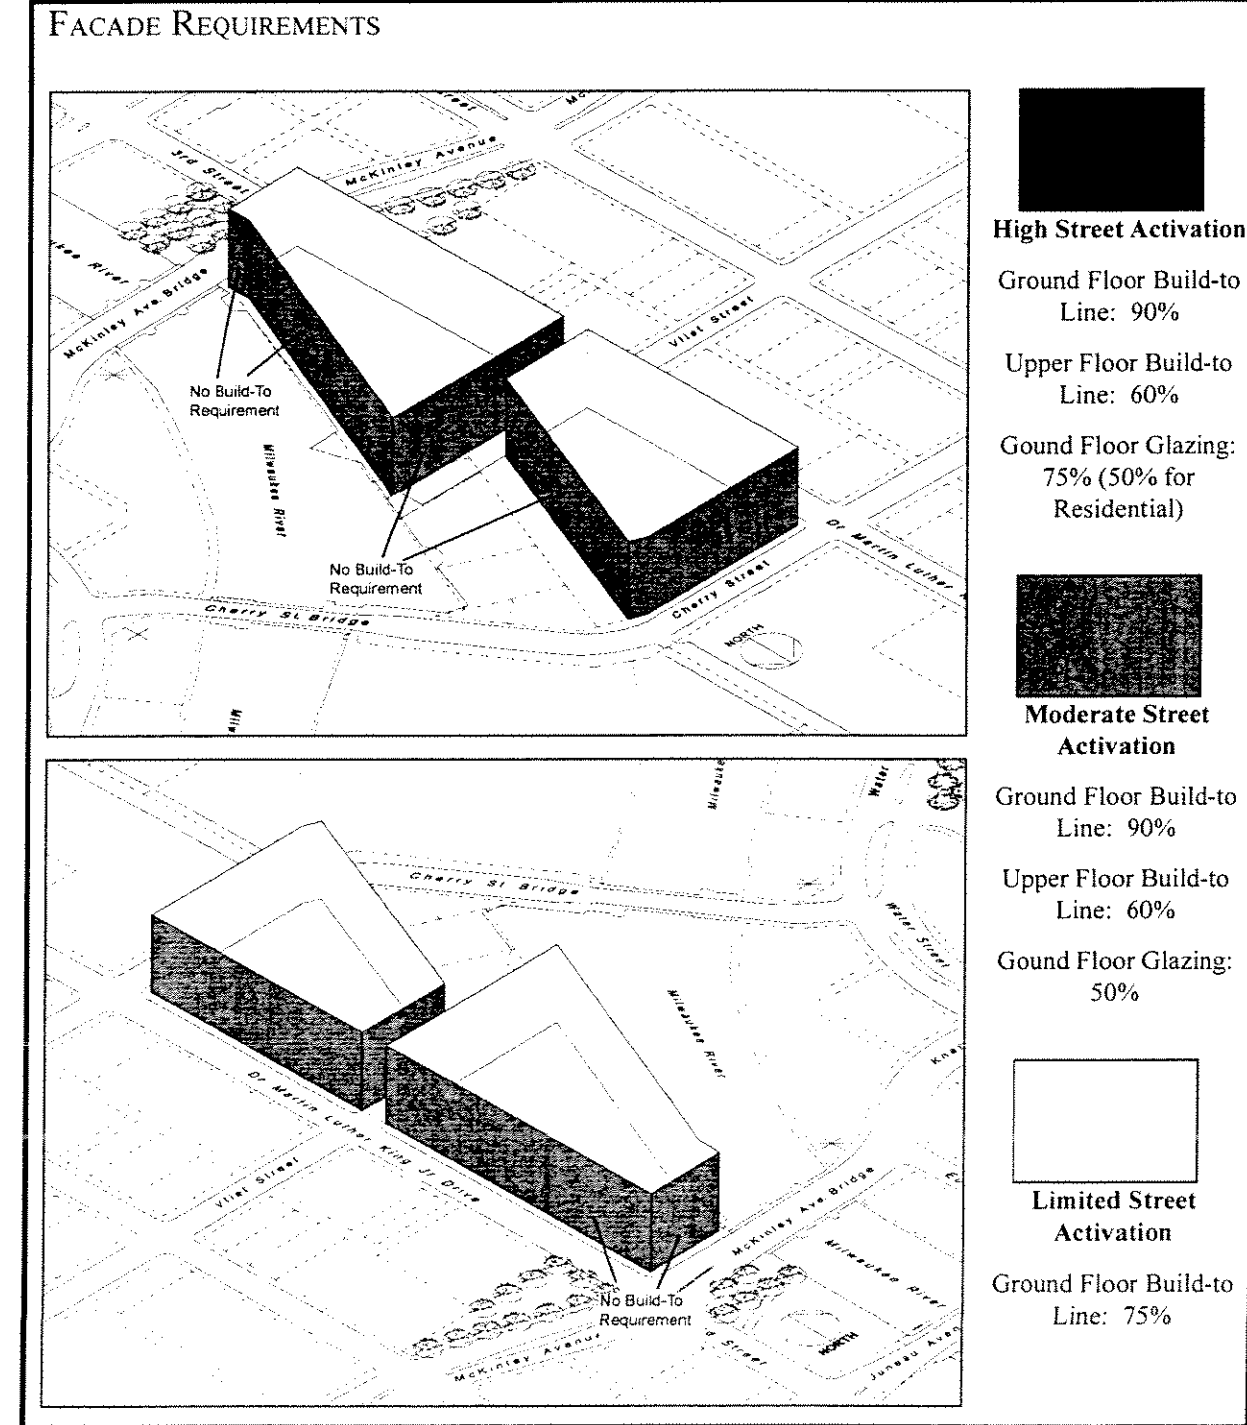 FACADE REQUIREMENTS
3rd Street
McKinley Avenue
McKinley Ave Bridge
Vliet Street
No Build-To
Requirement
Milwaukee River
No Build-To
Requirement
Cherry St. Bridge
Cherry Street
Dr Martin Luther
NORTH
High Street Activation
Ground Floor Build-to
Line: 90%
Upper Floor Build-to
Line: 60%
Gound Floor Glazing:
75% (50% for
Residential)
Moderate Street
Activation
Ground Floor Build-to
Line: 90%
Upper Floor Build-to
Line: 60%
Gound Floor Glazing:
50%
Limited Street
Activation
Ground Floor Build-to
Line: 75%
Milwauke
Water
Cherry St Bridge
Water Street
Milwaukee River
Dr Martin Luther King Jr Drive
Vliet Street
McKinley Ave Bridge
Milwaukee River
No Build-To
Requirement
McKinley Avenue
d Street
NORTH
Juneau Aven